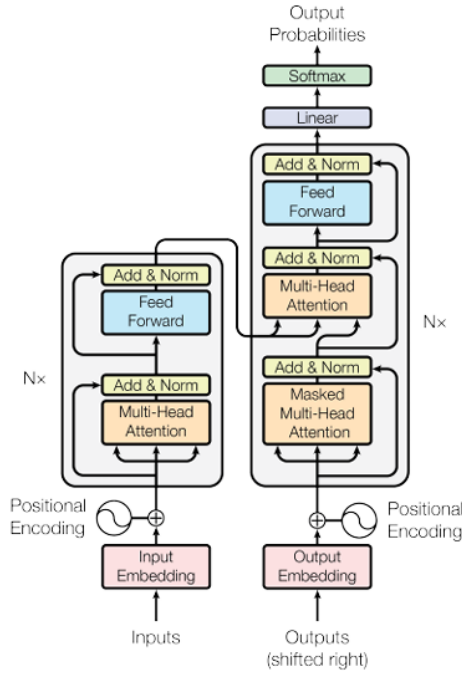 Output
Probabilities
Softmax
Linear
Add & Norm
Feed
Forward
Add & Norm
Multi-Head
Attention
Add & Norm
Masked
Multi-Head
Attention
Nx
Add & Norm
Feed
Forward
Add & Norm
Multi-Head
Attention
N×
Positional
Encoding
Positional
Encoding
Input
Embedding
Output
Embedding
Inputs
Outputs
(shifted right)